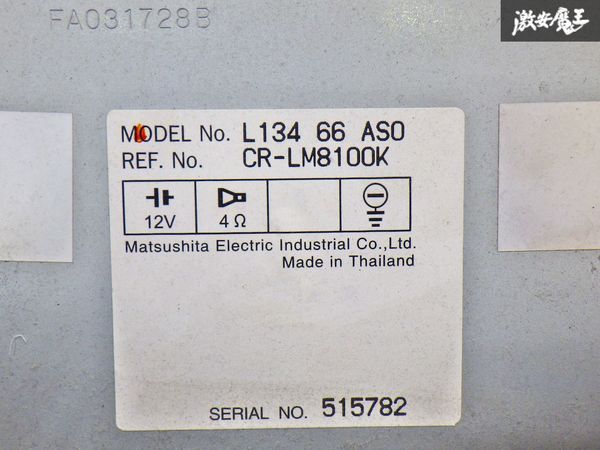 FA031728B
激安魔王
MODEL No. L134 66 ASO
REF. No. CR-LM8100K
12V 4Ω
Matsushita Electric Industrial Co.,Ltd.
Made in Thailand
SERIAL NO. 515782